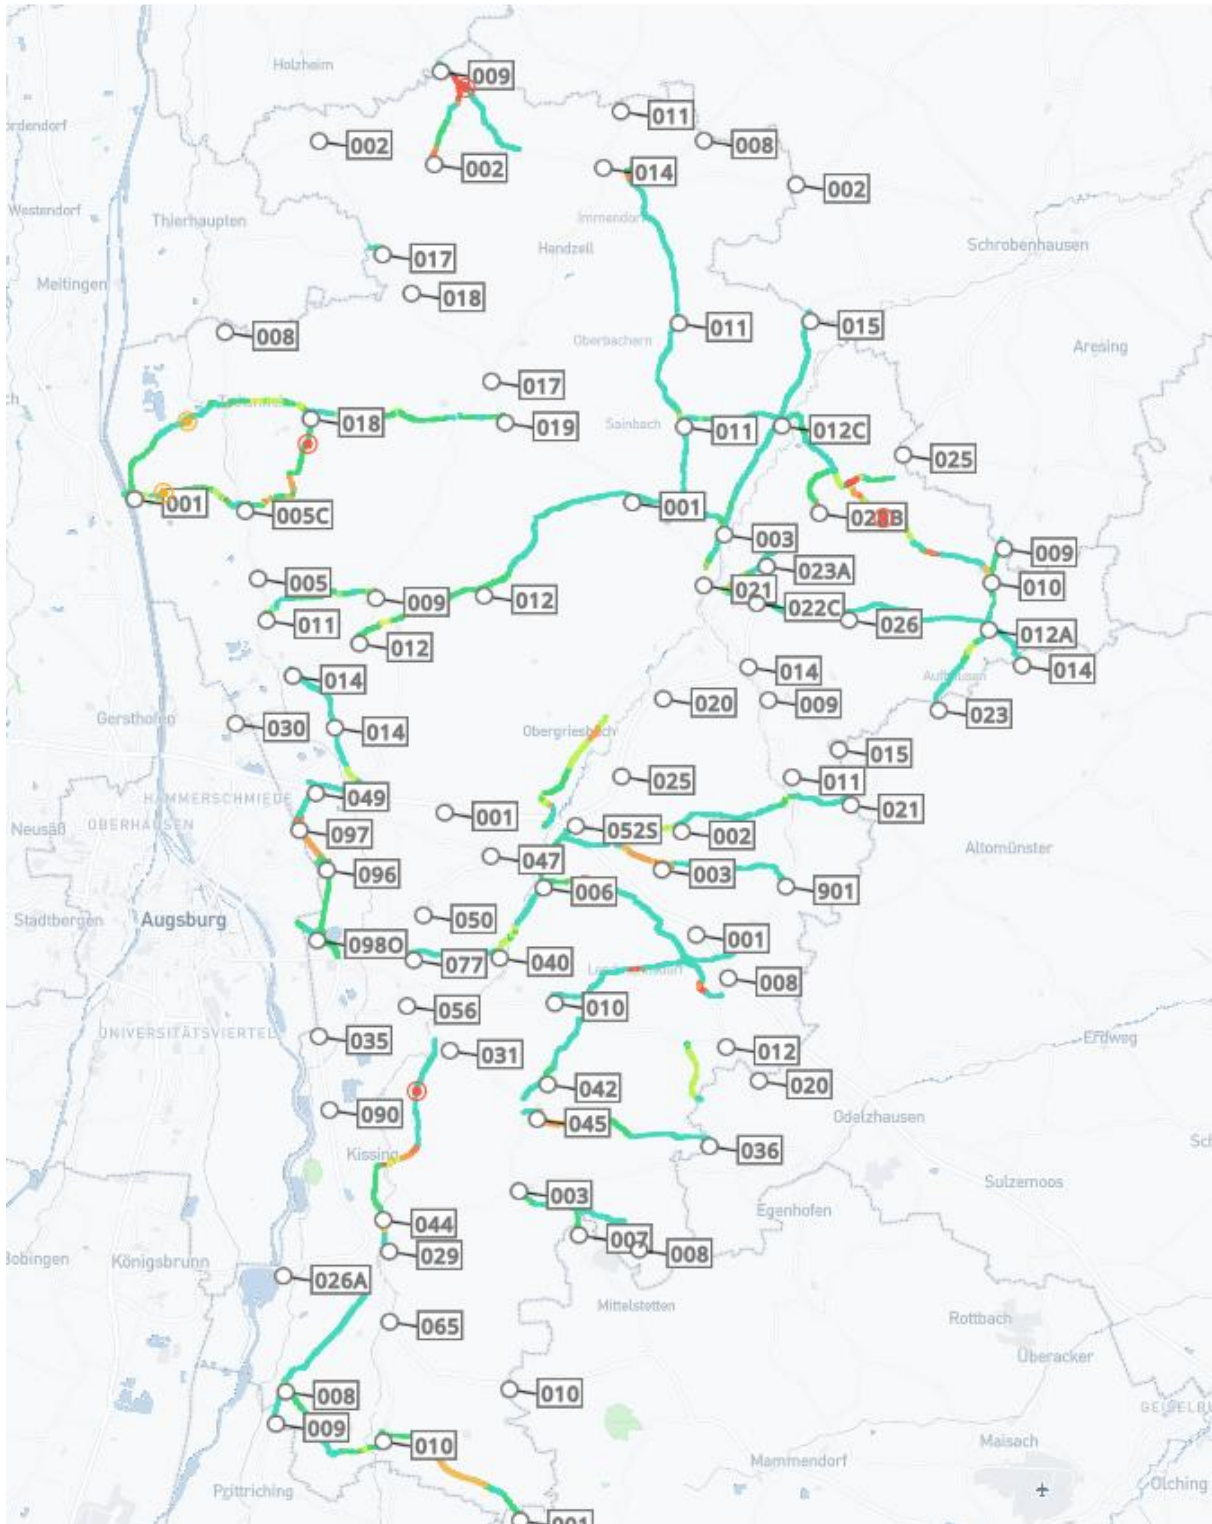 Holzheim
009
011
002
008
002
014
002
Westendorf
Thierhaupten
Immendorf
Handzell
Schrobenhausen
017
Meitingen
018
008
011
015
Oberbachern
Aresing
017
018
019
Sainbach
011
012C
025
001
005C
001
003
009
005
023A
010
009
012
021
022C
011
026
012A
012
014
014
014
Aufhausen
020
009
023
Gersthofen
030
014
Obergriesbach
015
025
011
HAMMERSCHMIEDE
049
021
Neusäß
OBERHAUSEN
097
001
052S
002
Altomünster
047
096
003
901
006
Stadtbergen
Augsburg
050
098O
001
077
040
008
010
056
UNIVERSITÄTSVIERTEL
035
031
012
Erdweg
042
020
090
045
Odelzhausen
Kissing
036
Sulzemoos
003
044
Egenhofen
007
029
008
Königsbrunn
026A
Mittelstetten
065
Rottbach
Überacker
008
010
009
010
Maisach
Mammendorf
Prittriching
Olching
001